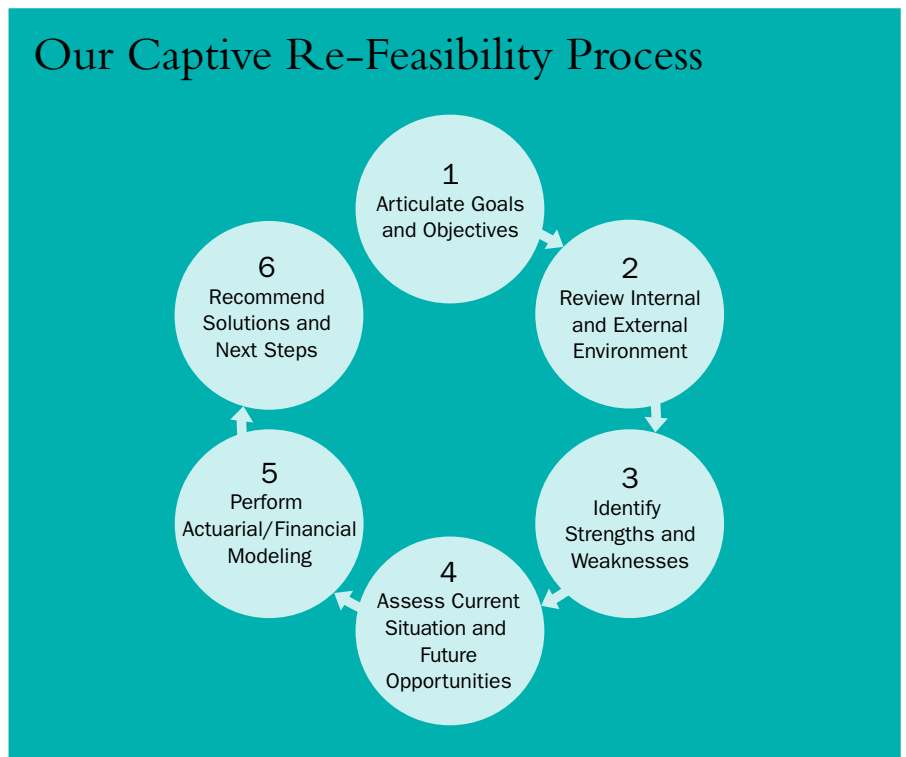 Our Captive Re-Feasibility Process
1
Articulate Goals
and Objectives
2
Review Internal
and External
Environment
3
Identify
Strengths and
Weaknesses
4
Assess Current
Situation and
Future
Opportunities
5
Perform
Actuarial/Financial
Modeling
6
Recommend
Solutions and
Next Steps